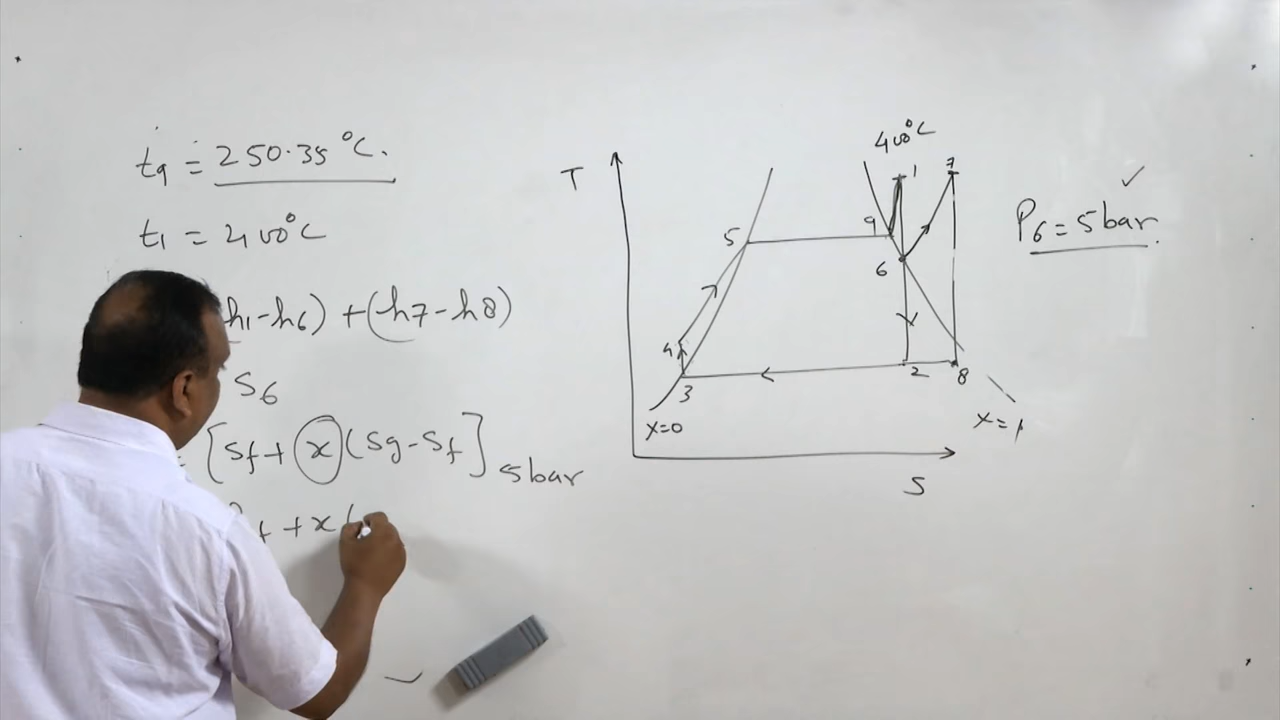 t9 = 250.35 °C.
t1 = 400°C
h1-h6) + (h7-h8)
S6
= [Sf + x (Sg - Sf]5bar
f + x (
T
400°C
1
7
9
5
6
4
3
2
8
x=0
x=1
S
P6 = 5bar.